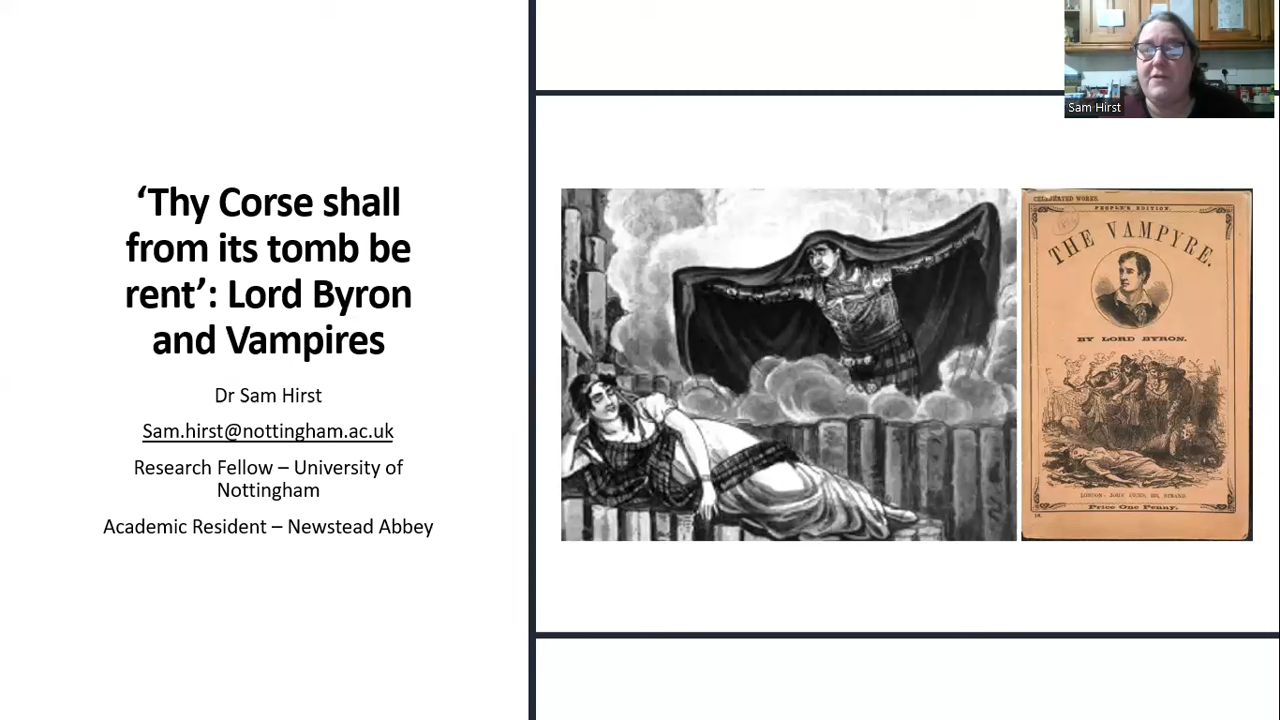 ‘Thy Corse shall
from its tomb be
rent’: Lord Byron
and Vampires
Dr Sam Hirst
Sam.hirst@nottingham.ac.uk
Research Fellow – University of
Nottingham
Academic Resident – Newstead Abbey
CELEBRATED WORKS.
PEOPLE'S EDITION.
THE VAMPYRE.
BY LORD BYRON.
LONDON: JOHN DICKS, 313, STRAND.
Price One Penny.
Sam Hirst